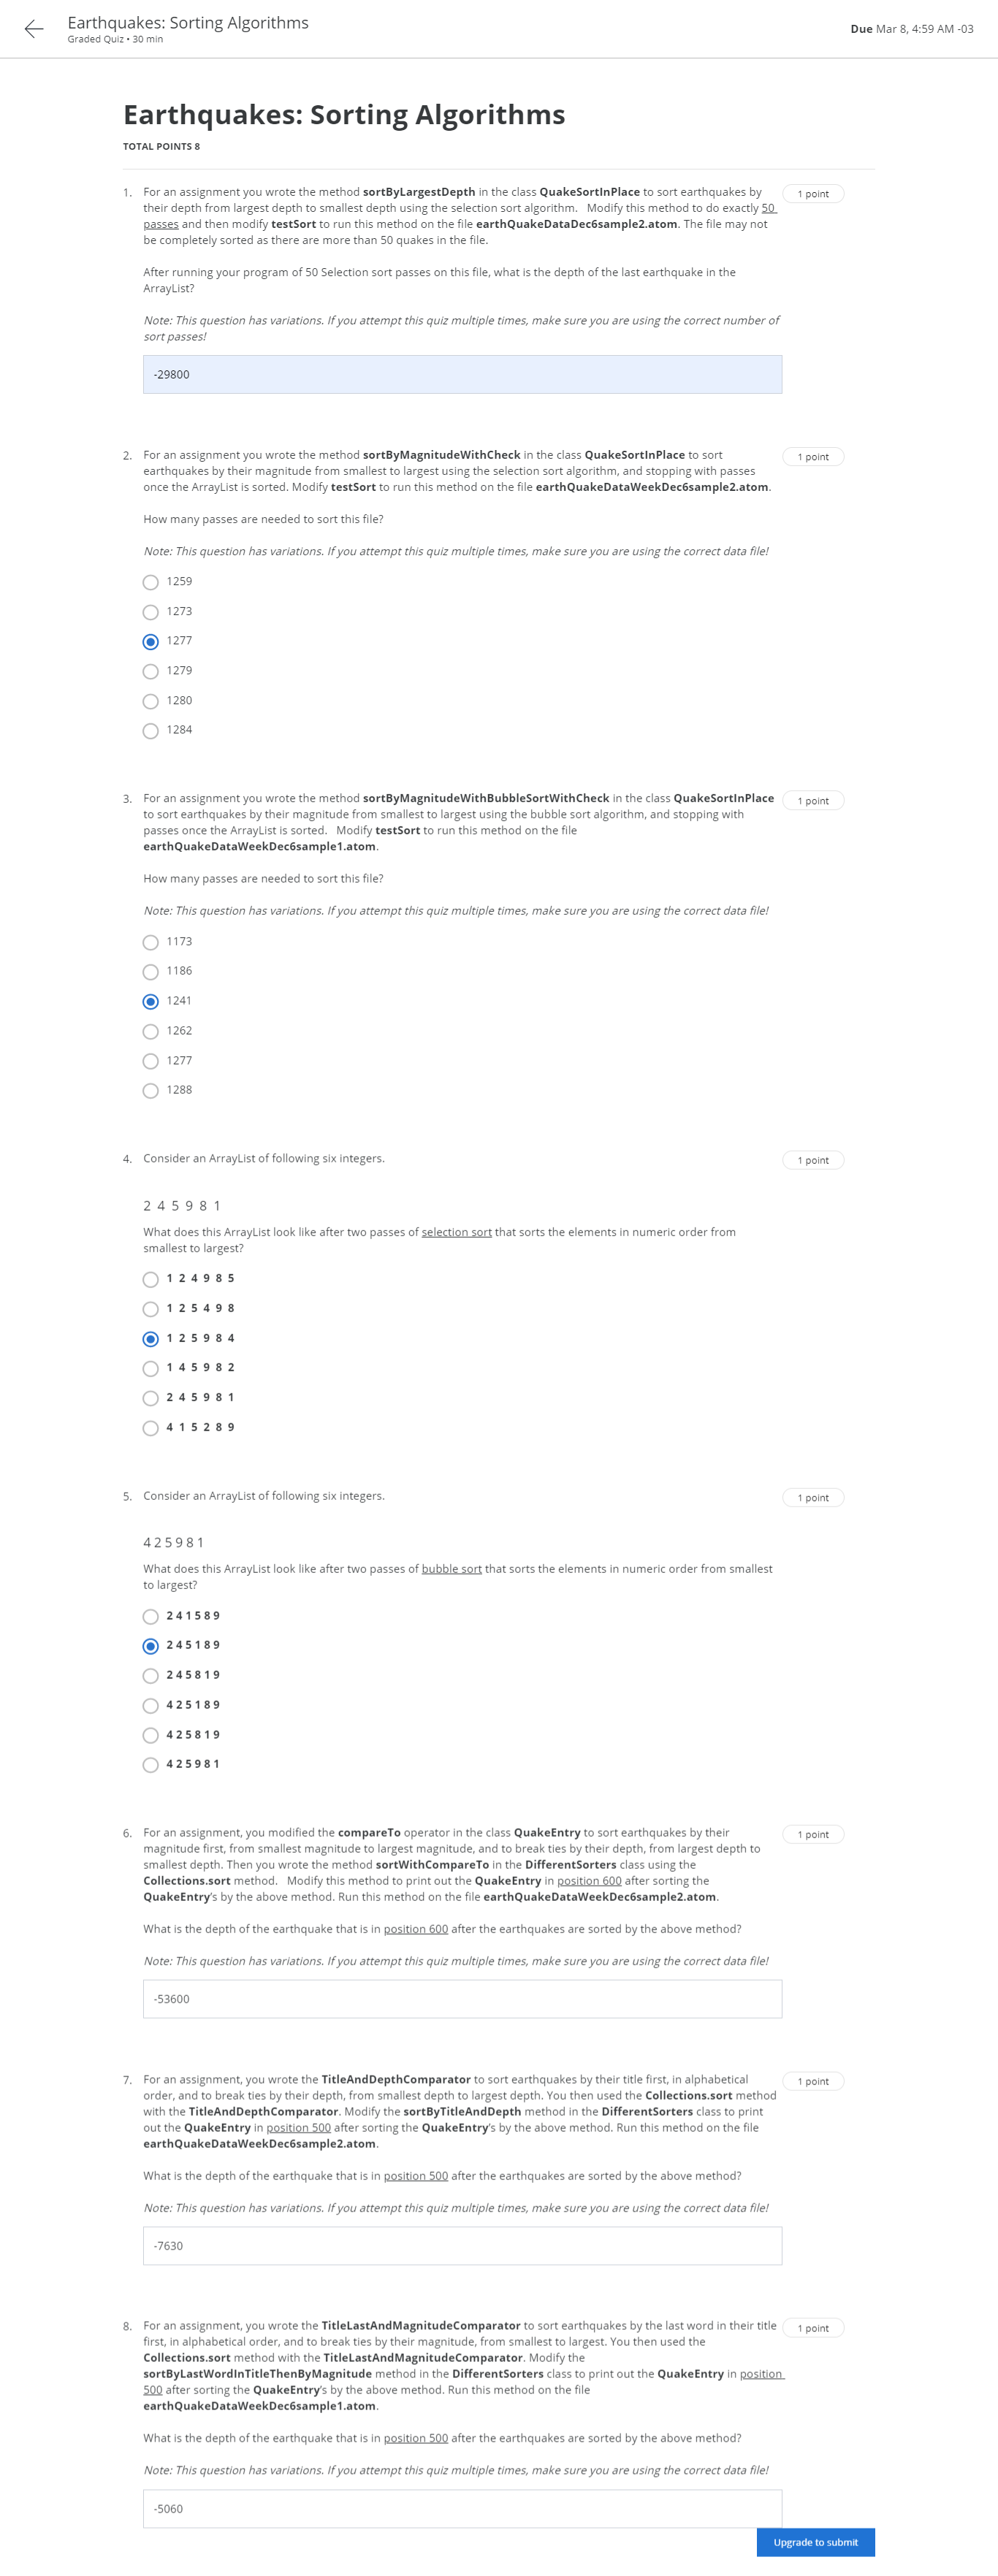 Earthquakes: Sorting Algorithms
Graded Quiz • 30 min
Due Mar 8, 4:59 AM -03
Earthquakes: Sorting Algorithms
TOTAL POINTS 8
1. For an assignment you wrote the method sortByLargestDepth in the class QuakeSortInPlace to sort earthquakes by
their depth from largest depth to smallest depth using the selection sort algorithm. Modify this method to do exactly 50
passes and then modify testSort to run this method on the file earthQuakeDataDec6sample2.atom. The file may not
be completely sorted as there are more than 50 quakes in the file.
1 point
After running your program of 50 Selection sort passes on this file, what is the depth of the last earthquake in the
ArrayList?
Note: This question has variations. If you attempt this quiz multiple times, make sure you are using the correct number of
sort passes!
-29800
2. For an assignment you wrote the method sortByMagnitudeWithCheck in the class QuakeSortInPlace to sort
earthquakes by their magnitude from smallest to largest using the selection sort algorithm, and stopping with passes
once the ArrayList is sorted. Modify testSort to run this method on the file earthQuakeDataWeekDec6sample2.atom.
1 point
How many passes are needed to sort this file?
Note: This question has variations. If you attempt this quiz multiple times, make sure you are using the correct data file!
1259
1273
1277
1279
1280
1284
3. For an assignment you wrote the method sortByMagnitudeWithBubbleSortWithCheck in the class QuakeSortInPlace
to sort earthquakes by their magnitude from smallest to largest using the bubble sort algorithm, and stopping with
passes once the ArrayList is sorted. Modify testSort to run this method on the file
earthQuakeDataWeekDec6sample1.atom.
1 point
How many passes are needed to sort this file?
Note: This question has variations. If you attempt this quiz multiple times, make sure you are using the correct data file!
1173
1186
1241
1262
1277
1288
4. Consider an ArrayList of following six integers.
1 point
2 4 5 9 8 1
What does this ArrayList look like after two passes of selection sort that sorts the elements in numeric order from
smallest to largest?
1 2 4 9 8 5
1 2 5 4 9 8
1 2 5 9 8 4
1 4 5 9 8 2
2 4 5 9 8 1
4 1 5 2 8 9
5. Consider an ArrayList of following six integers.
1 point
4 2 5 9 8 1
What does this ArrayList look like after two passes of bubble sort that sorts the elements in numeric order from smallest
to largest?
2 4 1 5 8 9
2 4 5 1 8 9
2 4 5 8 1 9
4 2 5 1 8 9
4 2 5 8 1 9
4 2 5 9 8 1
6. For an assignment, you modified the compareTo operator in the class QuakeEntry to sort earthquakes by their
magnitude first, from smallest magnitude to largest magnitude, and to break ties by their depth, from largest depth to
smallest depth. Then you wrote the method sortWithCompareTo in the DifferentSorters class using the
Collections.sort method. Modify this method to print out the QuakeEntry in position 600 after sorting the
QuakeEntry's by the above method. Run this method on the file earthQuakeDataWeekDec6sample2.atom.
1 point
What is the depth of the earthquake that is in position 600 after the earthquakes are sorted by the above method?
Note: This question has variations. If you attempt this quiz multiple times, make sure you are using the correct data file!
-53600
7. For an assignment, you wrote the TitleAndDepthComparator to sort earthquakes by their title first, in alphabetical
order, and to break ties by their depth, from smallest depth to largest depth. You then used the Collections.sort method
with the TitleAndDepthComparator. Modify the sortByTitleAndDepth method in the DifferentSorters class to print
out the QuakeEntry in position 500 after sorting the QuakeEntry's by the above method. Run this method on the file
earthQuakeDataWeekDec6sample2.atom.
1 point
What is the depth of the earthquake that is in position 500 after the earthquakes are sorted by the above method?
Note: This question has variations. If you attempt this quiz multiple times, make sure you are using the correct data file!
-7630
8. For an assignment, you wrote the TitleLastAndMagnitudeComparator to sort earthquakes by the last word in their title
first, in alphabetical order, and to break ties by their magnitude, from smallest to largest. You then used the
Collections.sort method with the TitleLastAndMagnitudeComparator. Modify the
sortByLastWordInTitleThenByMagnitude method in the DifferentSorters class to print out the QuakeEntry in position
500 after sorting the QuakeEntry's by the above method. Run this method on the file
earthQuakeDataWeekDec6sample1.atom.
1 point
What is the depth of the earthquake that is in position 500 after the earthquakes are sorted by the above method?
Note: This question has variations. If you attempt this quiz multiple times, make sure you are using the correct data file!
-5060
Upgrade to submit